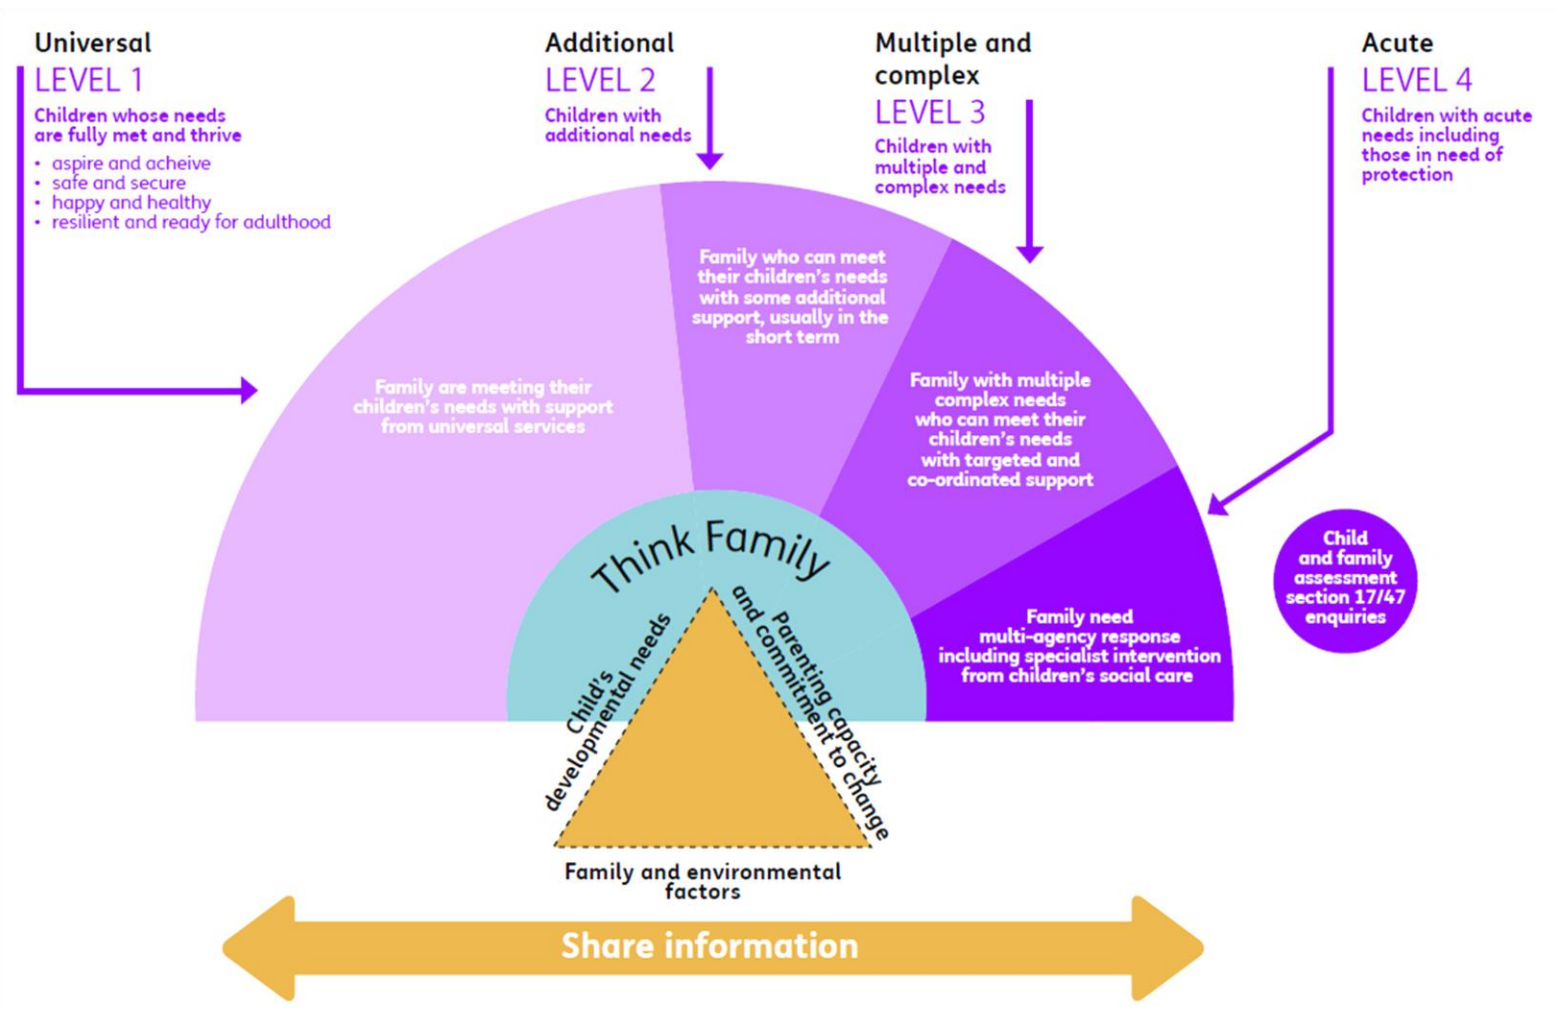 Universal
LEVEL 1
Children whose needs
are fully met and thrive
• aspire and acheive
• safe and secure
• happy and healthy
• resilient and ready for adulthood
Additional
LEVEL 2
Children with
additional needs
Multiple and
complex
LEVEL 3
Children with
multiple and
complex needs
Acute
LEVEL 4
Children with acute
needs including
those in need of
protection
Family are meeting their
children's needs with support
from universal services
Family who can meet
their children's needs
with some additional
support, usually in the
short term
Family with multiple
complex needs
who can meet their
children's needs
with targeted and
co-ordinated support
Family need
multi-agency response
including specialist intervention
from children's social care
Child
and family
assessment
section 17/47
enquiries
Think Family
Child's
developmental needs
Parenting capacity
and commitment to change
Family and environmental
factors
Share information